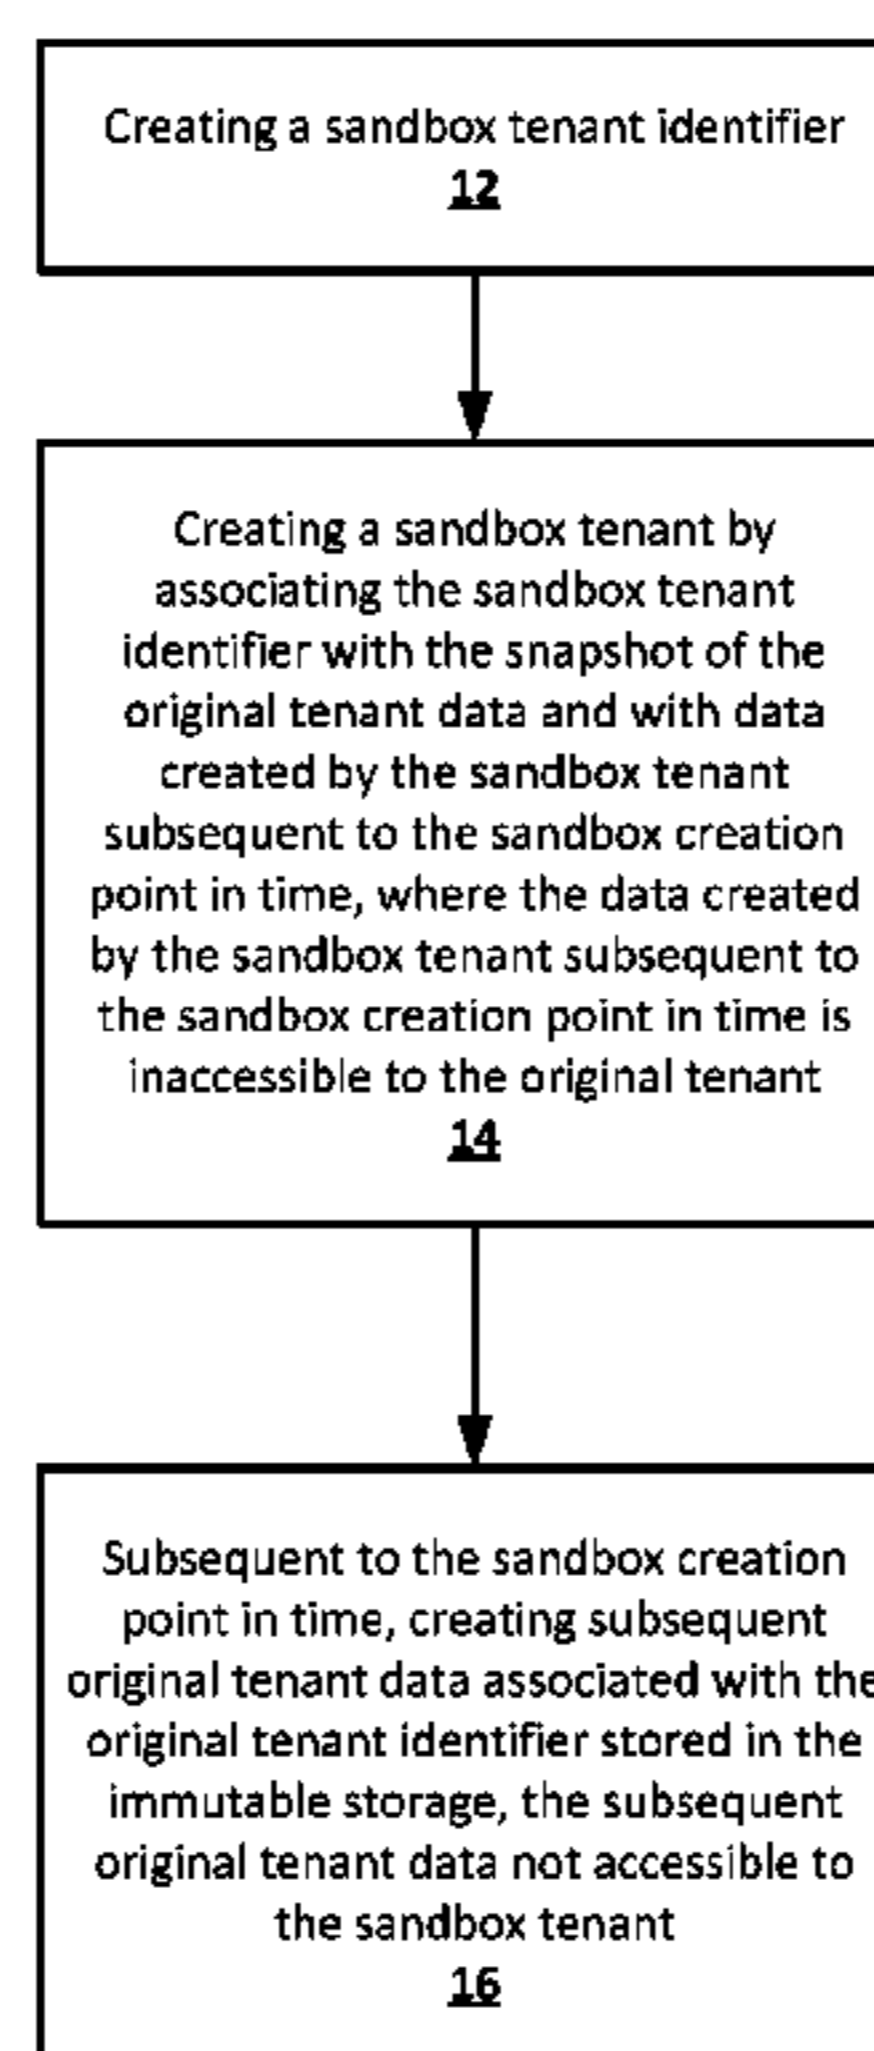 Creating a sandbox tenant identifier
12
Creating a sandbox tenant by
associating the sandbox tenant
identifier with the snapshot of the
original tenant data and with data
created by the sandbox tenant
subsequent to the sandbox creation
point in time, where the data created
by the sandbox tenant subsequent to
the sandbox creation point in time is
inaccessible to the original tenant
14
Subsequent to the sandbox creation
point in time, creating subsequent
original tenant data associated with the
original tenant identifier stored in the
immutable storage, the subsequent
original tenant data not accessible to
the sandbox tenant
16